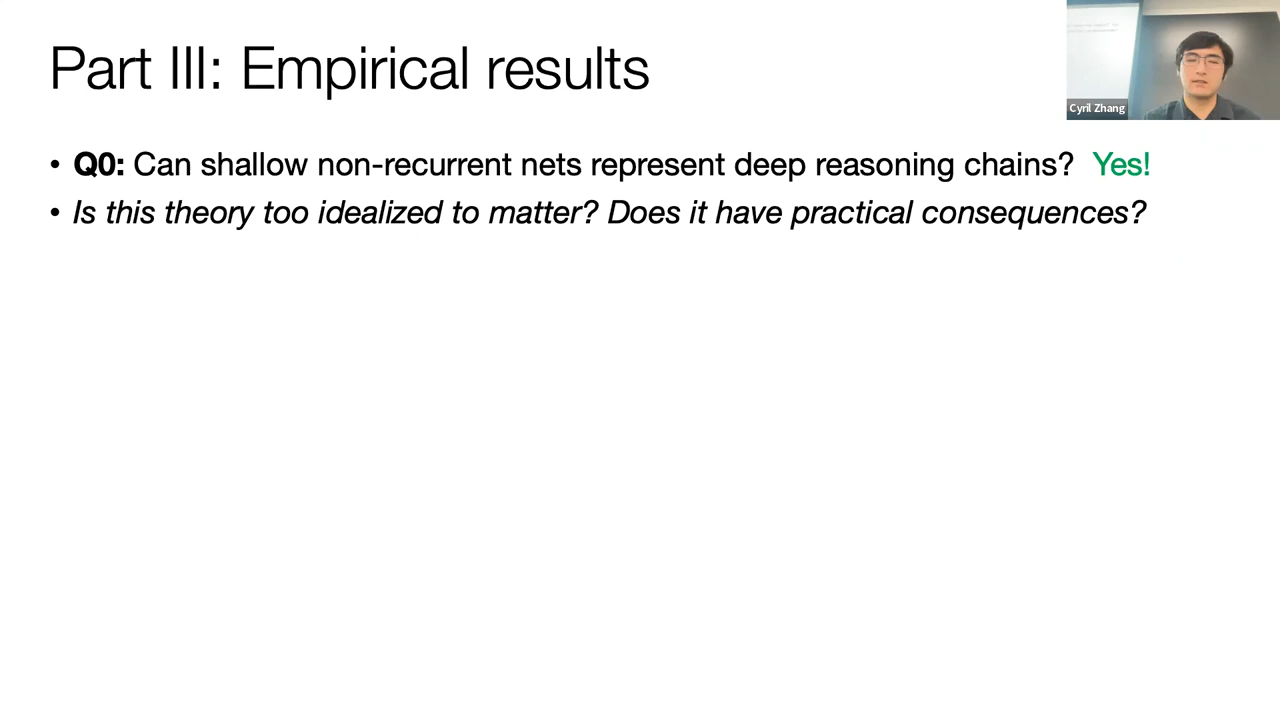 Part III: Empirical results
Cyril Zhang
• Q0: Can shallow non-recurrent nets represent deep reasoning chains? Yes!
• Is this theory too idealized to matter? Does it have practical consequences?